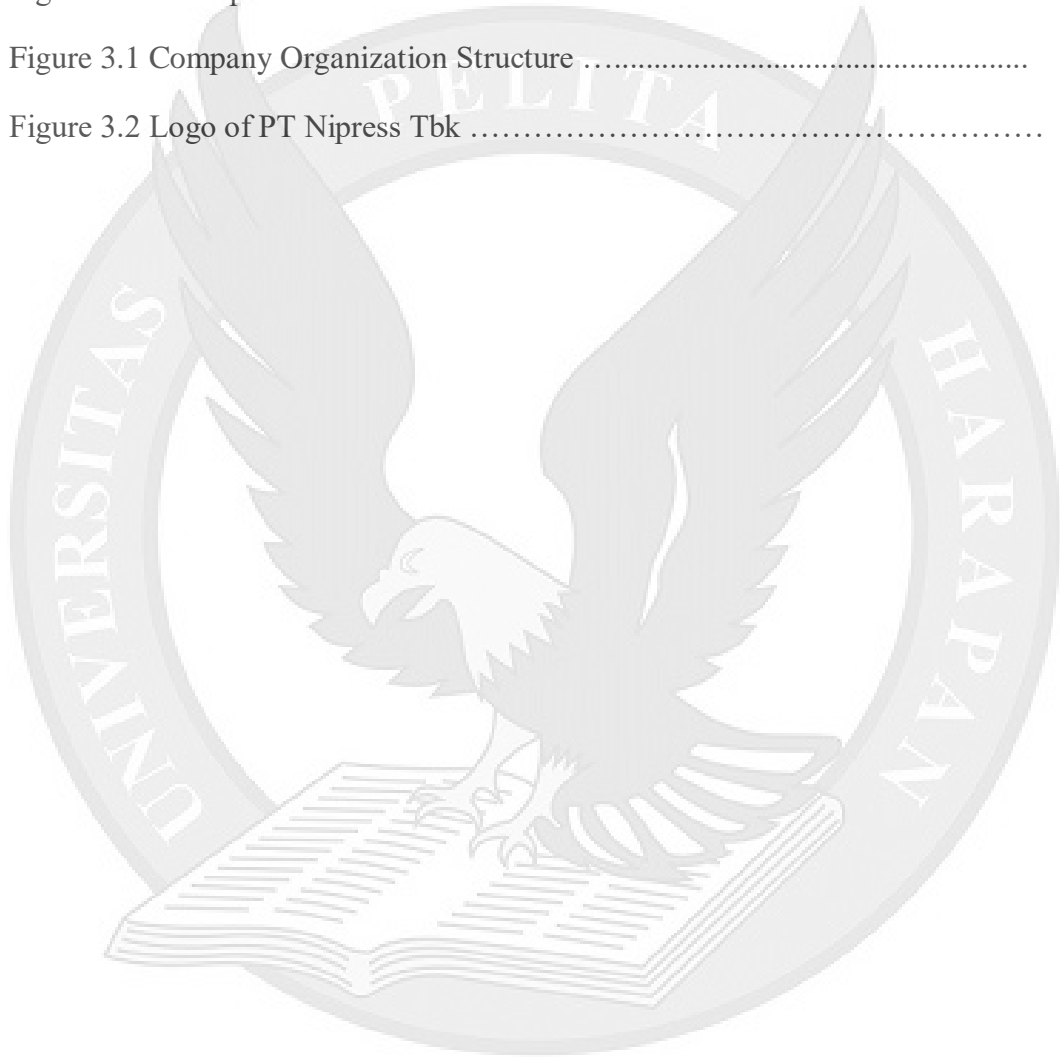 Figure 3.1 Company Organization Structure ….....................................................
Figure 3.2 Logo of PT Nipress Tbk ………………………………………………
UNIVERSITAS PELITA HARAPAN